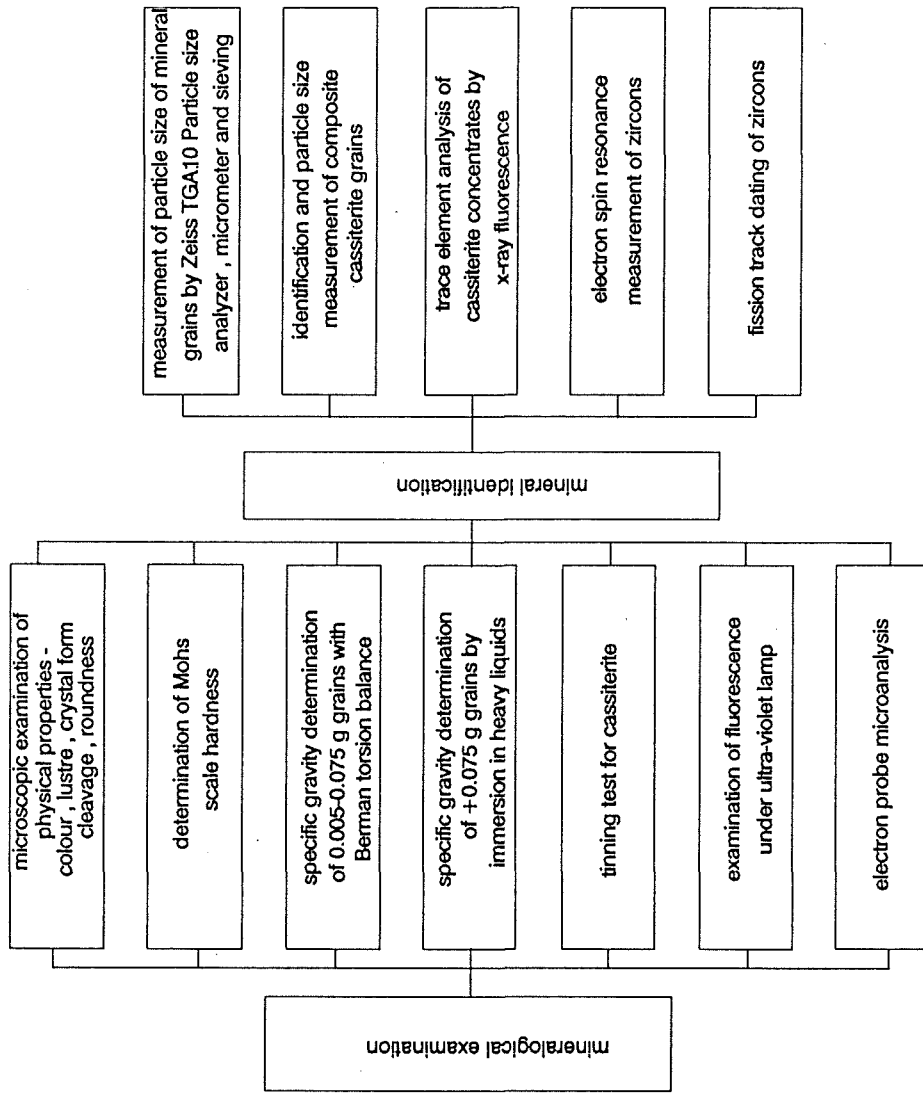 mineralogical examination
microscopic examination of
physical properties -
colour , lustre , crystal form
cleavage , roundness
determination of Mohs
scale hardness
specific gravity determination
of 0.005-0.075 g grains with
Berman torsion balance
specific gravity determination
of +0.075 g grains by
immersion in heavy liquids
tinning test for cassiterite
examination of fluorescence
under ultra-violet lamp
electron probe microanalysis
mineral identification
measurement of particle size of mineral
grains by Zeiss TGA10 Particle size
analyzer , micrometer and sieving
identification and particle size
measurement of composite
cassiterite grains
trace element analysis of
cassiterite concentrates by
x-ray fluorescence
electron spin resonance
measurement of zircons
fission track dating of zircons